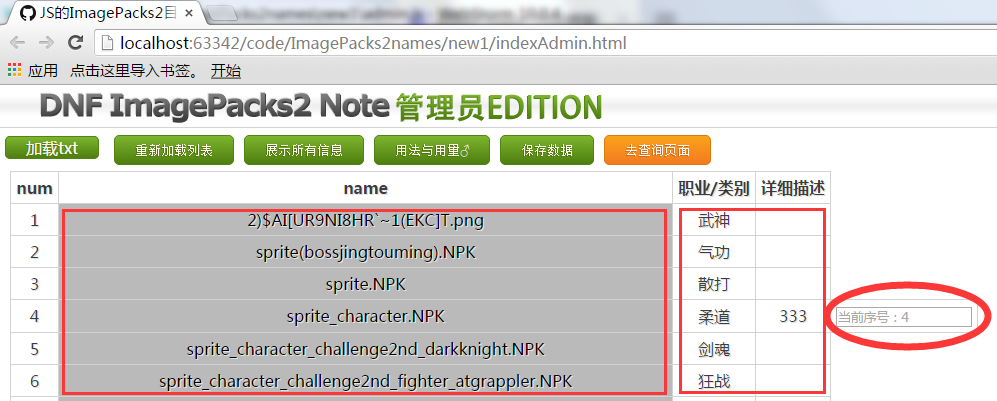 JS的ImagePacks2目
localhost:63342/code/ImagePacks2names/new1/indexAdmin.html
应用 点击这里导入书签。 开始
DNF ImagePacks2 Note 管理员EDITION
加载txt 重新加载列表 展示所有信息 用法与用量♂ 保存数据 去查询页面
num name 职业/类别 详细描述
1 2)$AI[UR9NI8HR`~1(EKC]T.png 武神
2 sprite(bossjingtouming).NPK 气功
3 sprite.NPK 散打
4 sprite_character.NPK 柔道 333 当前序号：4
5 sprite_character_challenge2nd_darkknight.NPK 剑魂
6 sprite_character_challenge2nd_fighter_atgrappler.NPK 狂战